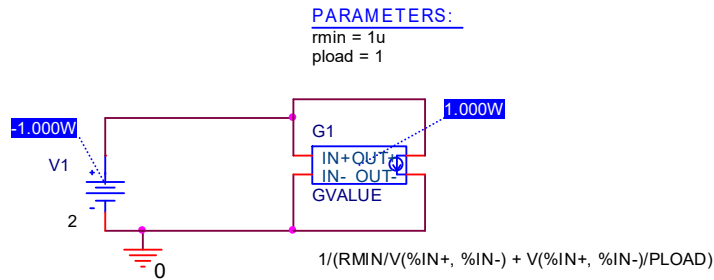 PARAMETERS:
rmin = 1u
pload = 1
-1.000W
1.000W
G1
V1
+
IN+OUT+
IN- OUT-
-
GVALUE
2
0
1/(RMIN/V(%IN+, %IN-) + V(%IN+, %IN-)/PLOAD)